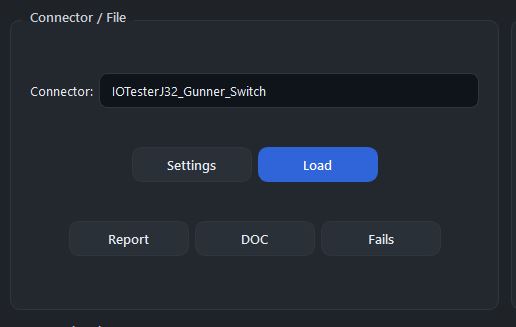 Connector / File
Connector: IOTesterJ32_Gunner_Switch
Settings Load
Report DOC Fails